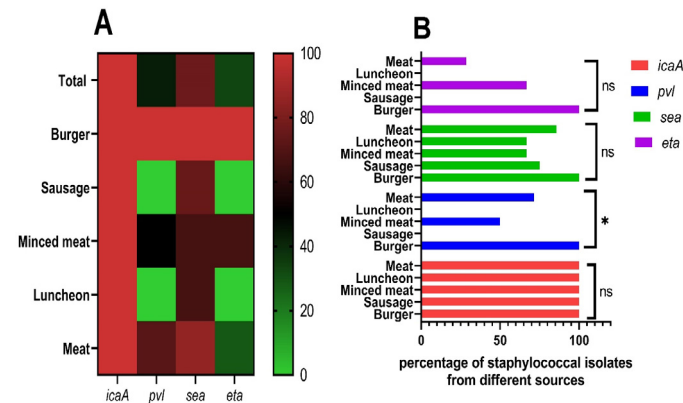 A
Total
Burger
Sausage
Minced meat
Luncheon
Meat
icaA pvl sea eta
100
80
60
40
20
0
B
Meat
Luncheon
Minced meat
Sausage
Burger
ns
Meat
Luncheon
Minced meat
Sausage
Burger
ns
Meat
Luncheon
Minced meat
Sausage
Burger
*
Meat
Luncheon
Minced meat
Sausage
Burger
ns
0 50 100
percentage of staphylococcal isolates
from different sources
icaA
pvl
sea
eta